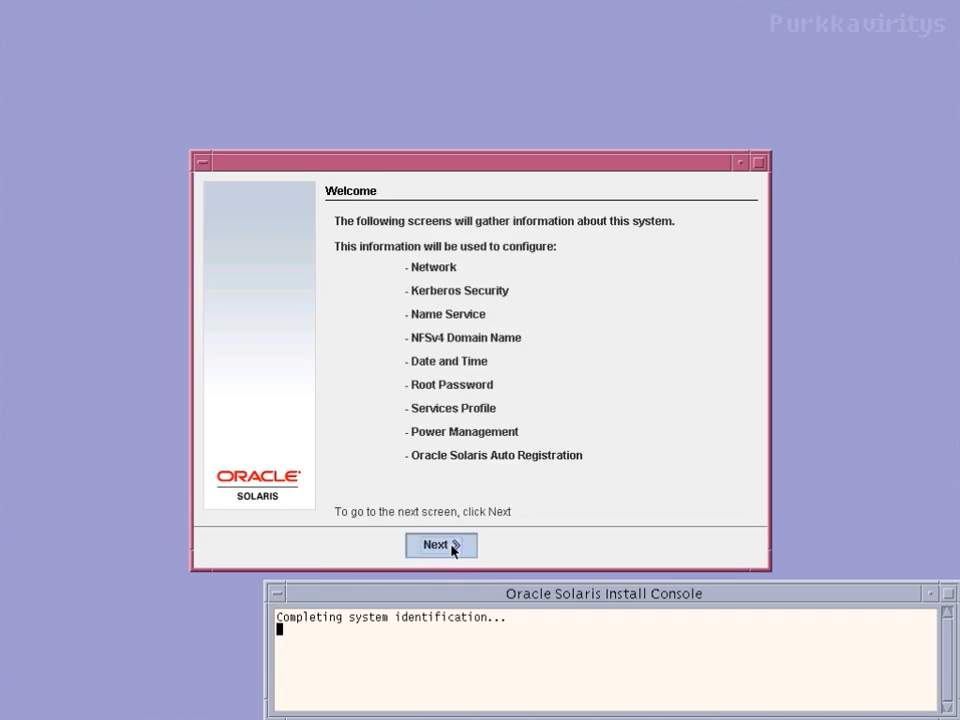 Purkkaviritys
Welcome
The following screens will gather information about this system.
This information will be used to configure:
- Network
- Kerberos Security
- Name Service
- NFSv4 Domain Name
- Date and Time
- Root Password
- Services Profile
- Power Management
- Oracle Solaris Auto Registration
ORACLE
SOLARIS
To go to the next screen, click Next
Next
Oracle Solaris Install Console
Completing system identification...